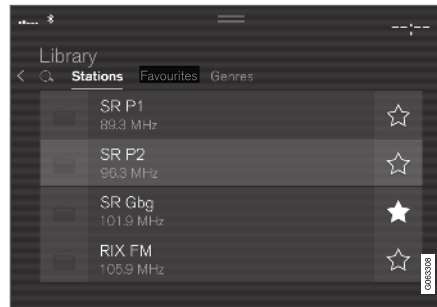 --:--
Library
Stations Favourites Genres
SR P1
89.3 MHz
SR P2
96.3 MHz
SR Gbg
101.9 MHz
RIX FM
105.9 MHz
G063308